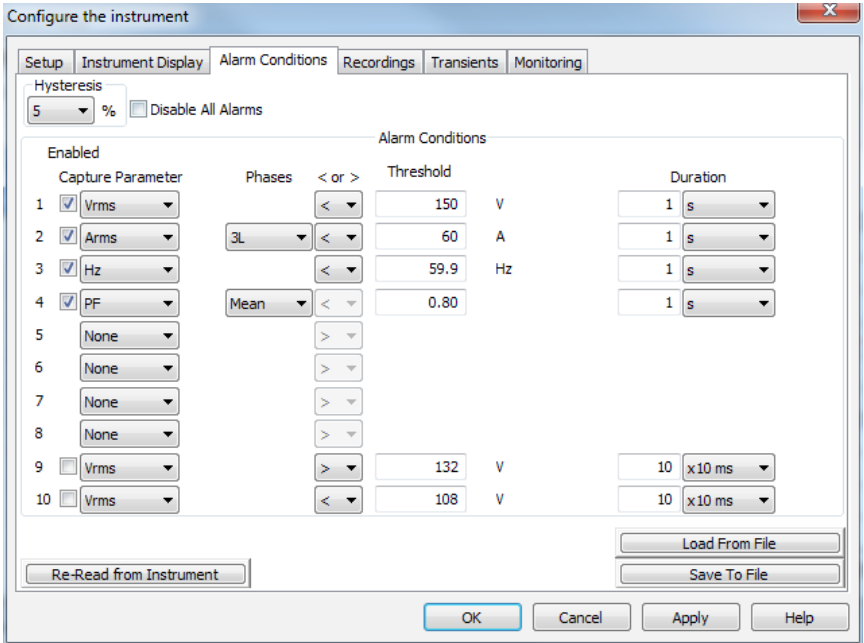 Configure the instrument
x
Setup Instrument Display Alarm Conditions Recordings Transients Monitoring
Hysteresis
5 % Disable All Alarms
Alarm Conditions
Enabled
Capture Parameter Phases < or > Threshold Duration
1 Vrms < 150 V 1 s
2 Arms 3L < 60 A 1 s
3 Hz < 59.9 Hz 1 s
4 PF Mean < 0.80 1 s
5 None >
6 None >
7 None >
8 None >
9 Vrms > 132 V 10 x10 ms
10 Vrms < 108 V 10 x10 ms
Load From File
Re-Read from Instrument Save To File
OK Cancel Apply Help